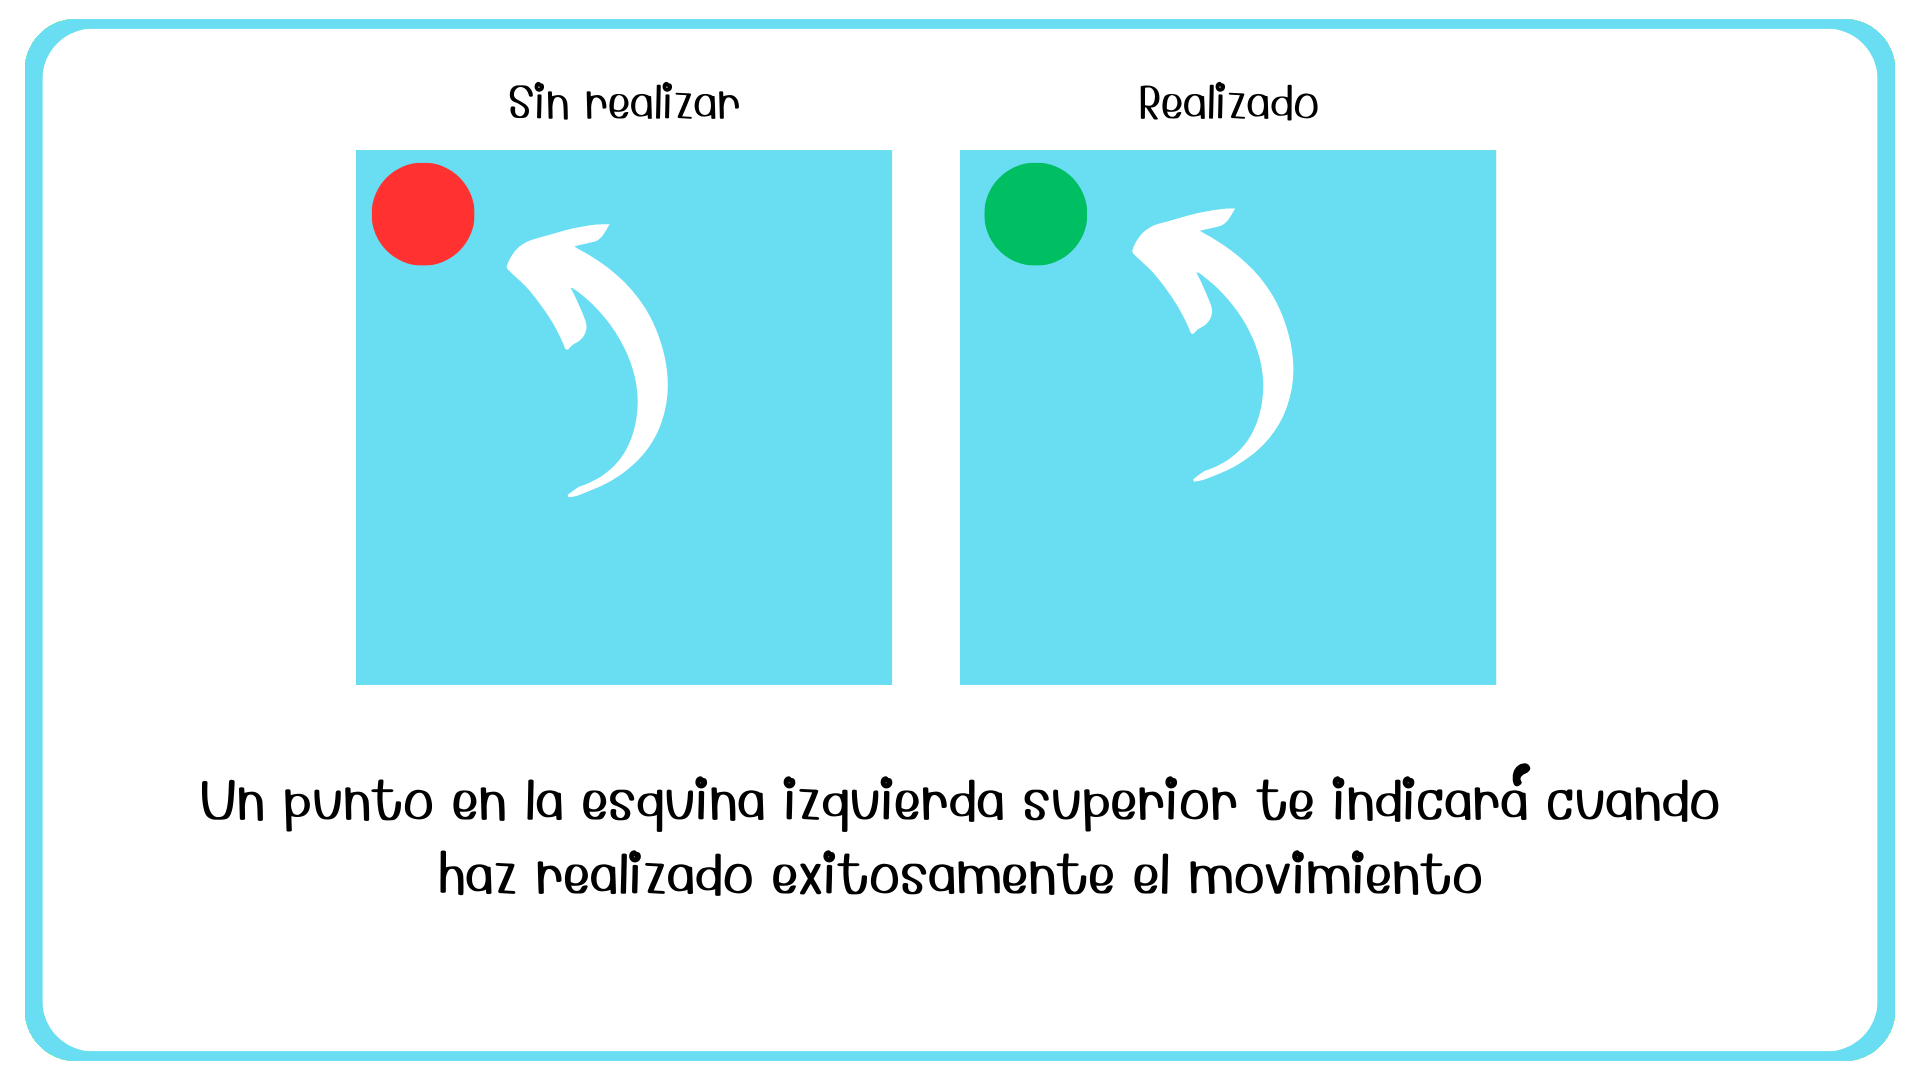 Sin realizar
Realizado
Un punto en la esquina izquierda superior te indicará cuando
haz realizado exitosamente el movimiento